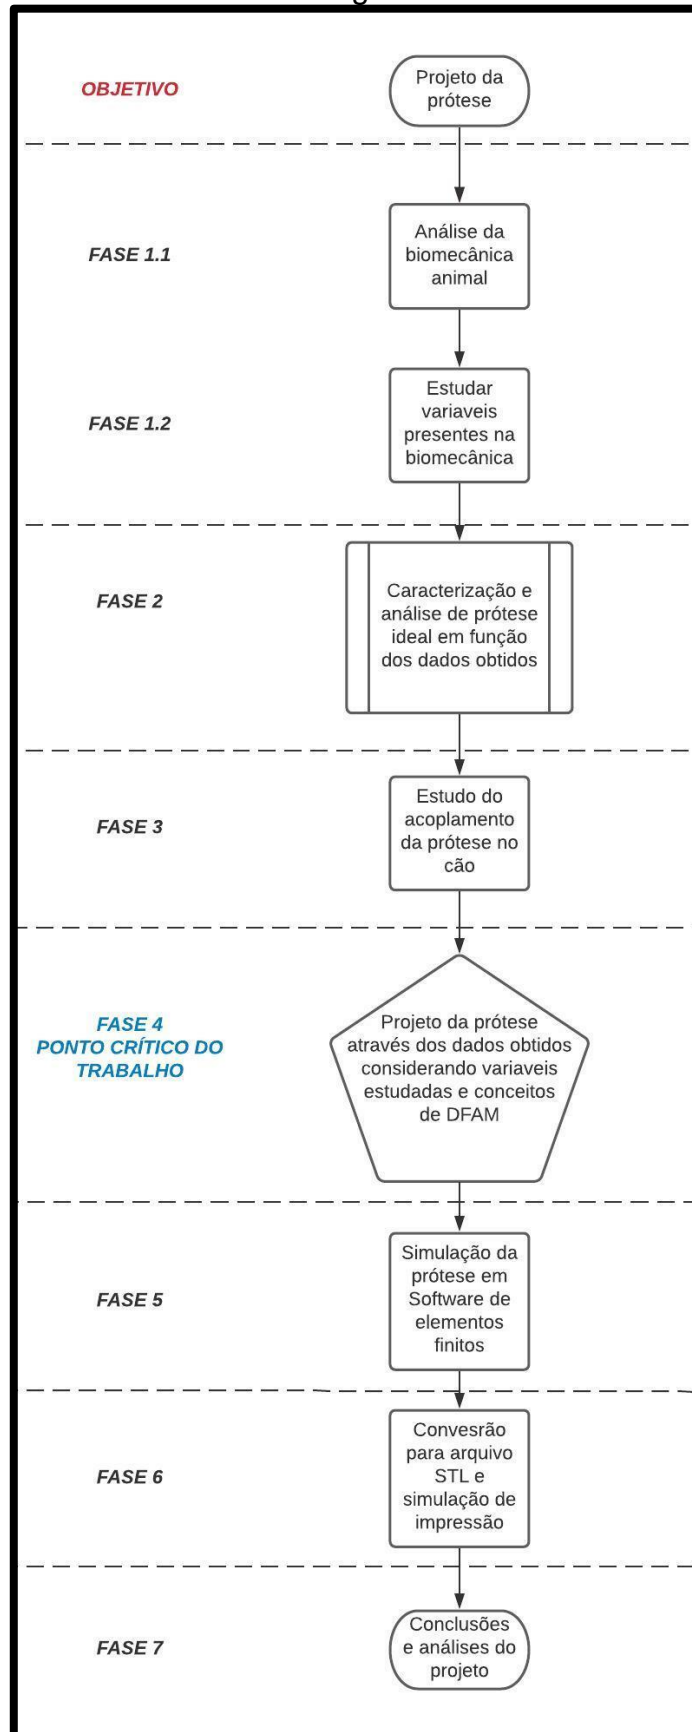 OBJETIVO
Projeto da
prótese
FASE 1.1
Análise da
biomecânica
animal
FASE 1.2
Estudar
variaveis
presentes na
biomecânica
FASE 2
Caracterização e
análise de prótese
ideal em função
dos dados obtidos
FASE 3
Estudo do
acoplamento
da prótese no
cão
FASE 4
PONTO CRÍTICO DO
TRABALHO
Projeto da prótese
através dos dados obtidos
considerando variaveis
estudadas e conceitos
de DFAM
FASE 5
Simulação da
prótese em
Software de
elementos
finitos
FASE 6
Convesrão
para arquivo
STL e
simulação de
impressão
FASE 7
Conclusões
e análises do
projeto